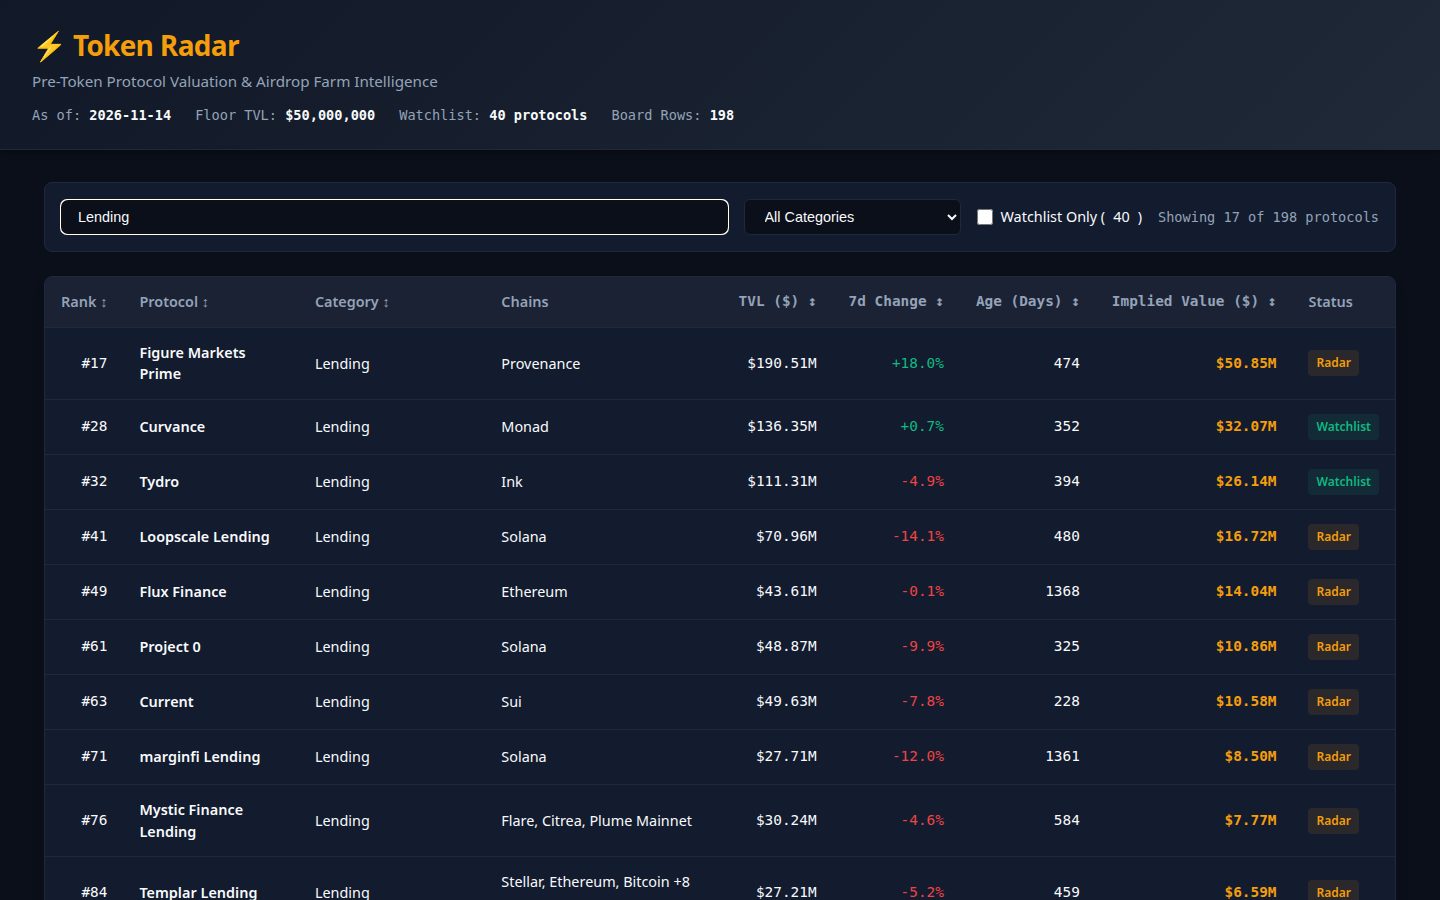 ⚡ Token Radar
Pre-Token Protocol Valuation & Airdrop Farm Intelligence
As of: 2026-11-14 Floor TVL: $50,000,000 Watchlist: 40 protocols Board Rows: 198
Lending All Categories Watchlist Only ( 40 ) Showing 17 of 198 protocols
Rank ↕ Protocol ↕ Category ↕ Chains TVL ($) ↕ 7d Change ↕ Age (Days) ↕ Implied Value ($) ↕ Status
#17 Figure Markets Prime Lending Provenance $190.51M +18.0% 474 $50.85M Radar
#28 Curvance Lending Monad $136.35M +0.7% 352 $32.07M Watchlist
#32 Tydro Lending Ink $111.31M -4.9% 394 $26.14M Watchlist
#41 Loopscale Lending Lending Solana $70.96M -14.1% 480 $16.72M Radar
#49 Flux Finance Lending Ethereum $43.61M -0.1% 1368 $14.04M Radar
#61 Project 0 Lending Solana $48.87M -9.9% 325 $10.86M Radar
#63 Current Lending Sui $49.63M -7.8% 228 $10.58M Radar
#71 marginfi Lending Lending Solana $27.71M -12.0% 1361 $8.50M Radar
#76 Mystic Finance Lending Lending Flare, Citrea, Plume Mainnet $30.24M -4.6% 584 $7.77M Radar
#84 Templar Lending Lending Stellar, Ethereum, Bitcoin +8 $27.21M -5.2% 459 $6.59M Radar